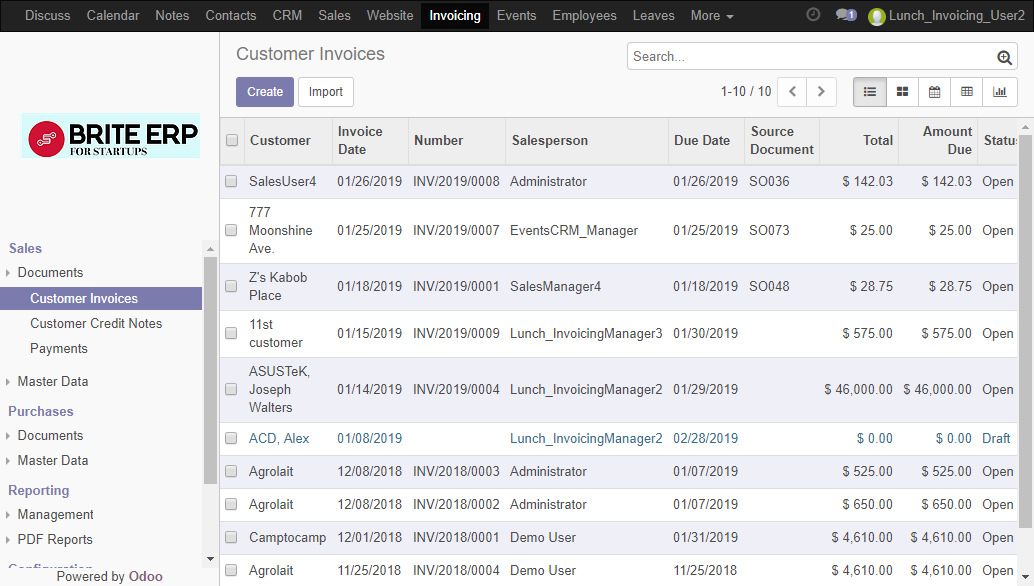 Discuss Calendar Notes Contacts CRM Sales Website Invoicing Events Employees Leaves More 1 Lunch_Invoicing_User2
Customer Invoices
Search...
Create Import
1-10 / 10
BRITE ERP
FOR STARTUPS
Sales
Documents
Customer Invoices
Customer Credit Notes
Payments
Master Data
Purchases
Documents
Master Data
Reporting
Management
PDF Reports
Configuration
Powered by Odoo
Customer Invoice Date Number Salesperson Due Date Source Document Total Amount Due Status
SalesUser4 01/26/2019 INV/2019/0008 Administrator 01/26/2019 SO036 $ 142.03 $ 142.03 Open
777 Moonshine Ave. 01/25/2019 INV/2019/0007 EventsCRM_Manager 01/25/2019 SO073 $ 25.00 $ 25.00 Open
Z's Kabob Place 01/18/2019 INV/2019/0001 SalesManager4 01/18/2019 SO048 $ 28.75 $ 28.75 Open
11st customer 01/15/2019 INV/2019/0009 Lunch_InvoicingManager3 01/30/2019 $ 575.00 $ 575.00 Open
ASUSTeK, Joseph Walters 01/14/2019 INV/2019/0004 Lunch_InvoicingManager2 01/29/2019 $ 46,000.00 $ 46,000.00 Open
ACD, Alex 01/08/2019 Lunch_InvoicingManager2 02/28/2019 $ 0.00 $ 0.00 Draft
Agrolait 12/08/2018 INV/2018/0003 Administrator 01/07/2019 $ 525.00 $ 525.00 Open
Agrolait 12/08/2018 INV/2018/0002 Administrator 01/07/2019 $ 650.00 $ 650.00 Open
Camptocamp 12/01/2018 INV/2018/0001 Demo User 01/31/2019 $ 4,610.00 $ 4,610.00 Open
Agrolait 11/25/2018 INV/2018/0004 Demo User 11/25/2018 $ 4,610.00 $ 4,610.00 Open